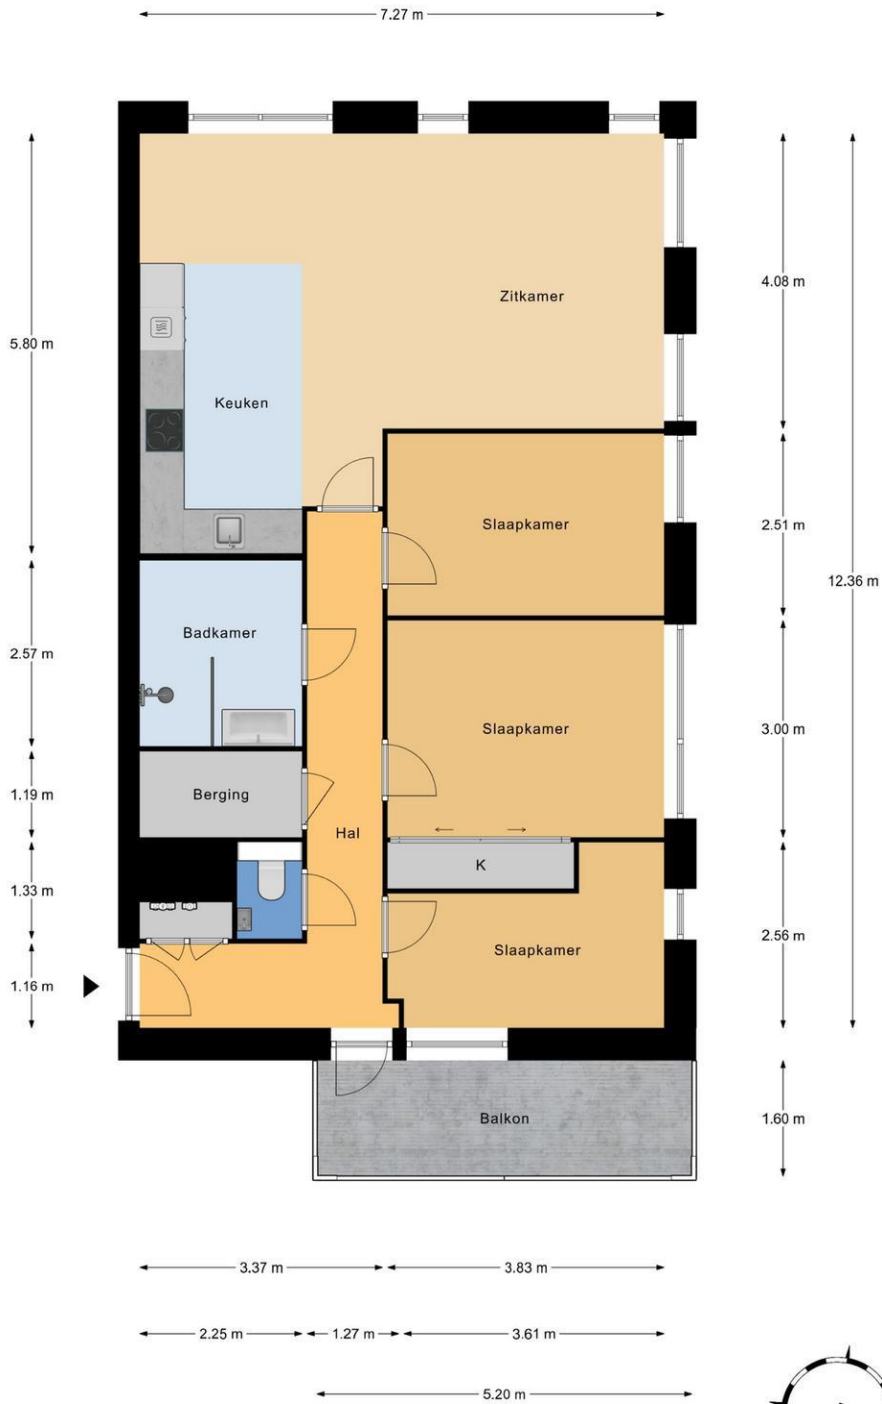 7.27 m
Zitkamer
4.08 m
5.80 m
Keuken
Slaapkamer
2.51 m
12.36 m
Badkamer
2.57 m
Slaapkamer
3.00 m
1.19 m
Berging
Hal
K
1.33 m
2.56 m
Slaapkamer
1.16 m
Balkon
1.60 m
3.37 m
3.83 m
2.25 m
1.27 m
3.61 m
5.20 m